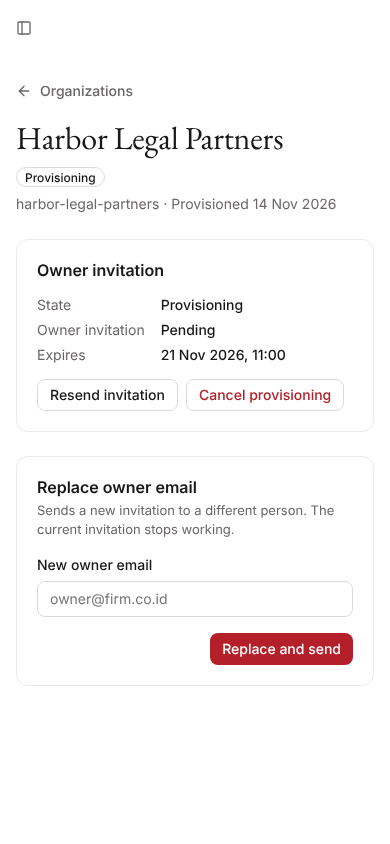 Organizations
Harbor Legal Partners
Provisioning
harbor-legal-partners · Provisioned 14 Nov 2026
Owner invitation
State Provisioning
Owner invitation Pending
Expires 21 Nov 2026, 11:00
Resend invitation Cancel provisioning
Replace owner email
Sends a new invitation to a different person. The
current invitation stops working.
New owner email
owner@firm.co.id
Replace and send